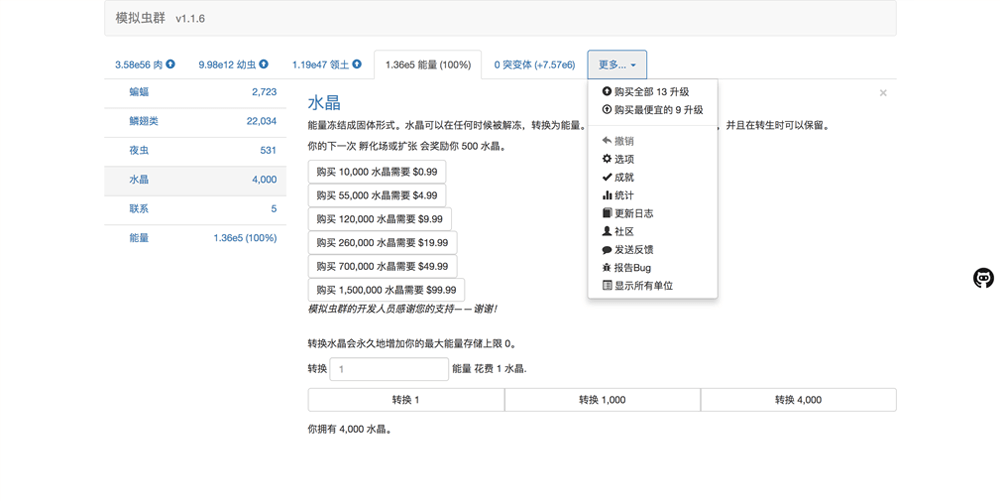 模拟虫群 v1.1.6
3.58e56 肉 9.98e12 幼虫 1.19e47 领土 1.36e5 能量 (100%) 0 突变体 (+7.57e6) 更多...
蝙蝠 2,723
鳞翅类 22,034
夜虫 531
水晶 4,000
联系 5
能量 1.36e5 (100%)
水晶
×
能量冻结成固体形式。水晶可以在任何时候被解冻，转换为能量。 ，并且在转生时可以保留。
你的下一次 孵化场或扩张 会奖励你 500 水晶。
购买 10,000 水晶需要 $0.99
购买 55,000 水晶需要 $4.99
购买 120,000 水晶需要 $9.99
购买 260,000 水晶需要 $19.99
购买 700,000 水晶需要 $49.99
购买 1,500,000 水晶需要 $99.99
模拟虫群的开发人员感谢您的支持——谢谢！
转换水晶会永久地增加你的最大能量存储上限 0。
转换 1 能量 花费 1 水晶.
转换 1 转换 1,000 转换 4,000
你拥有 4,000 水晶。
购买全部 13 升级
购买最便宜的 9 升级
撤销
选项
成就
统计
更新日志
社区
发送反馈
报告Bug
显示所有单位